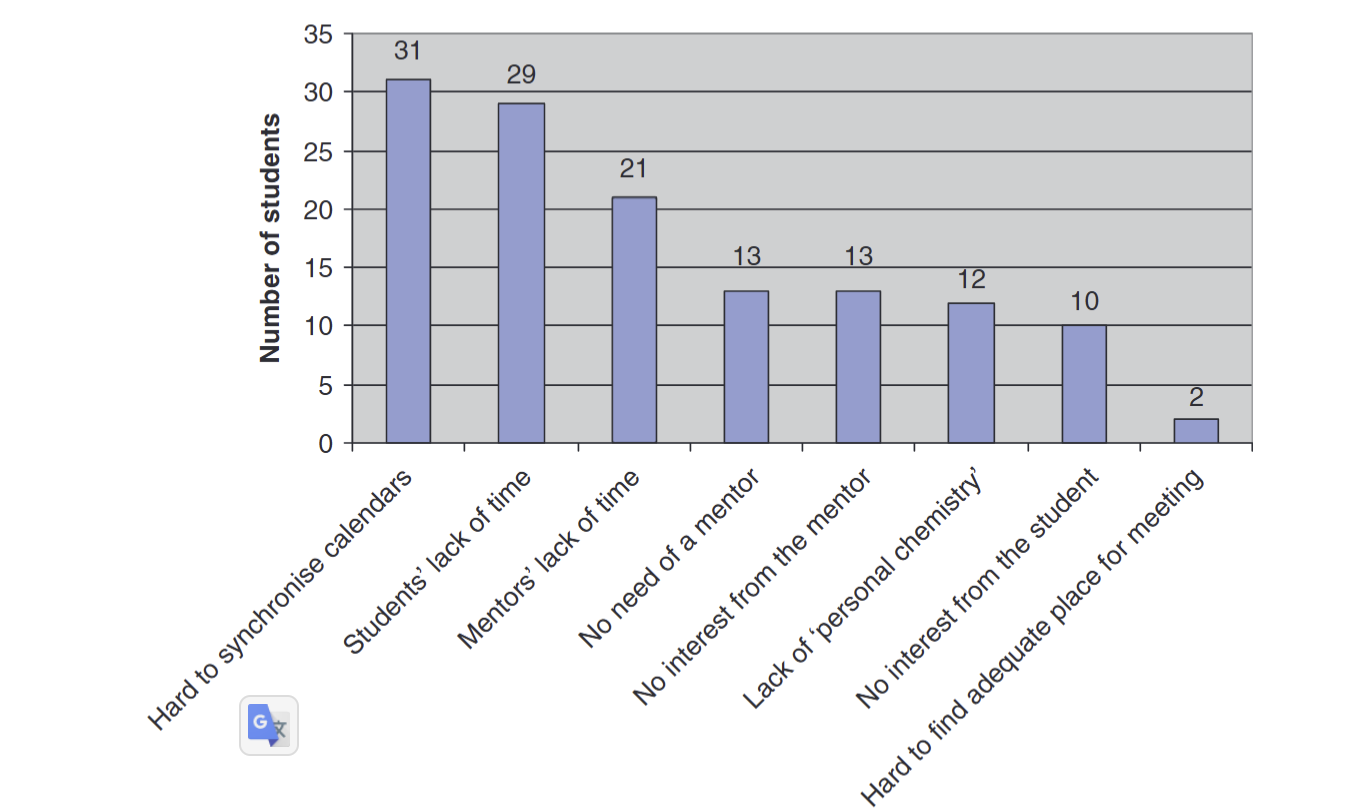 Number of students
35
30
25
20
15
10
5
0
31
29
21
13
13
12
10
2
Hard to synchronise calendars
Students’ lack of time
Mentors’ lack of time
No need of a mentor
No interest from the mentor
Lack of ‘personal chemistry’
No interest from the student
Hard to find adequate place for meeting
G 文